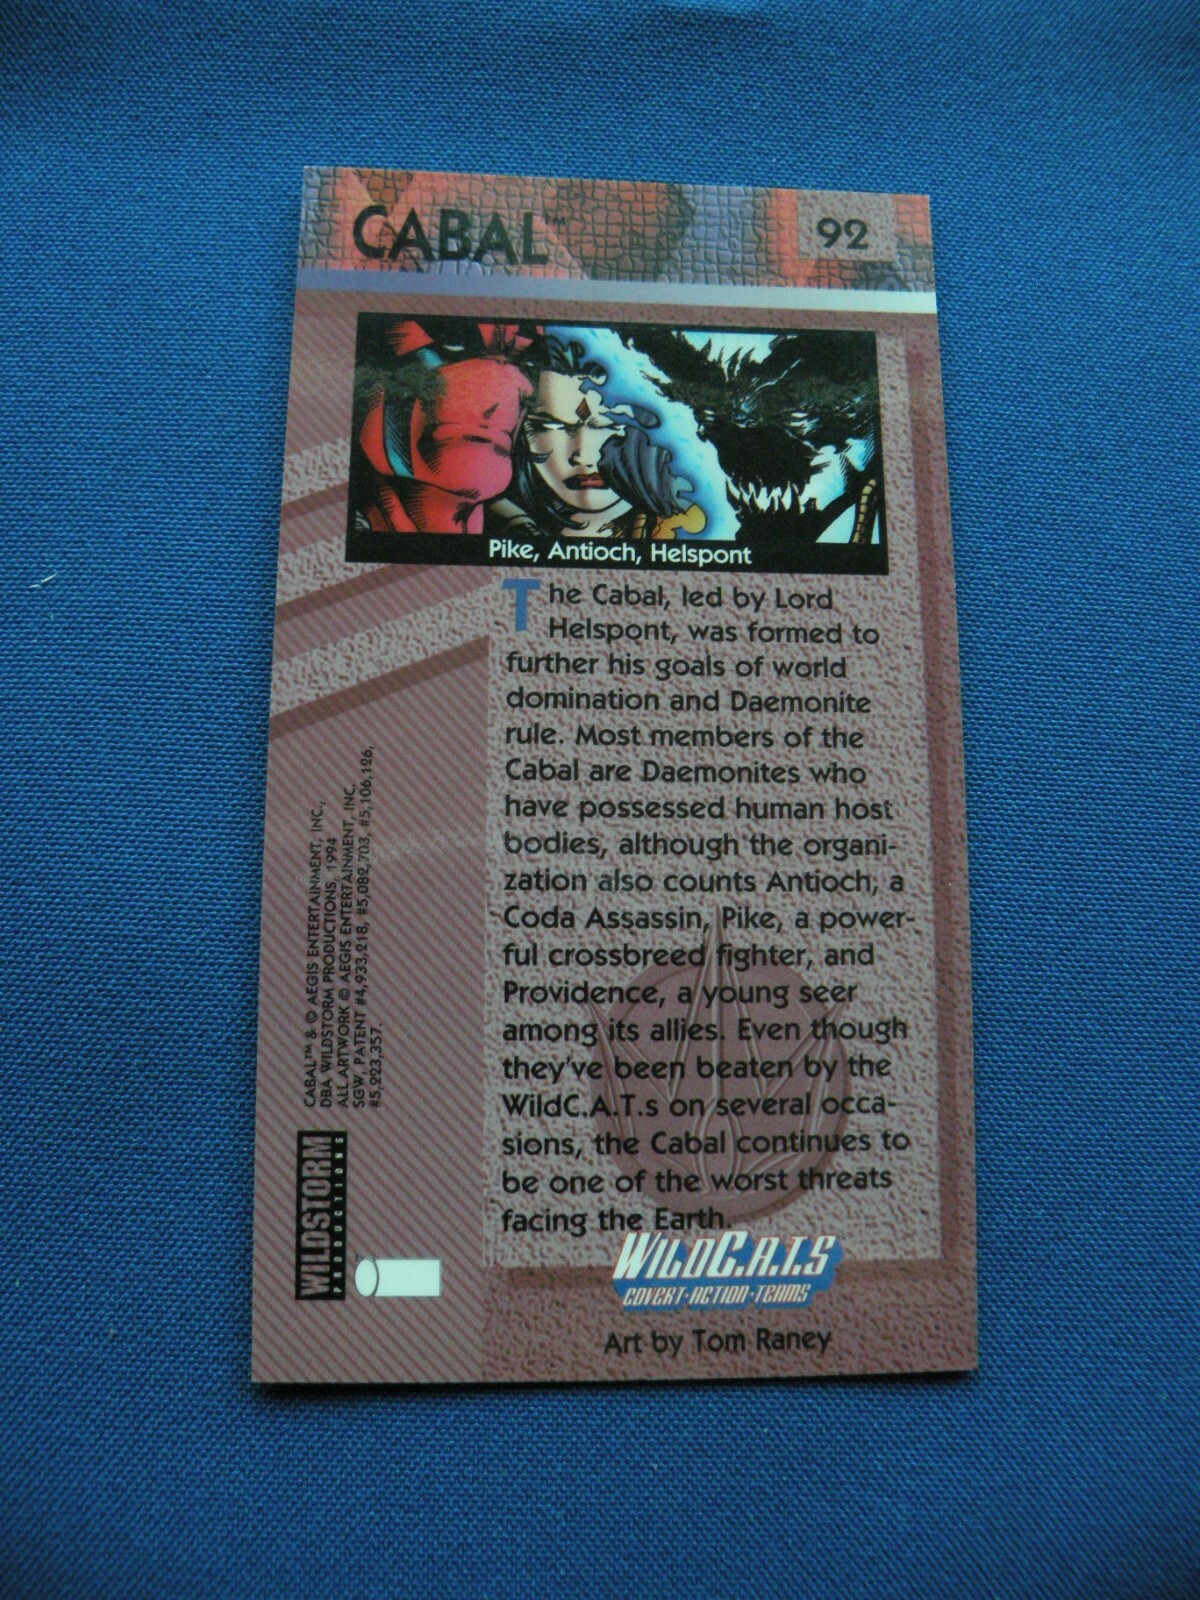 CABAL™
92
Pike, Antioch, Helspont
The Cabal, led by Lord
Helspont, was formed to
further his goals of world
domination and Daemonite
rule. Most members of the
Cabal are Daemonites who
have possessed human host
bodies, although the organi-
zation also counts Antioch, a
Coda Assassin, Pike, a power-
ful crossbreed fighter, and
Providence, a young seer
among its allies. Even though
they've been beaten by the
WildC.A.T.s on several occa-
sions, the Cabal continues to
be one of the worst threats
facing the Earth.
WILDC.A.T.S
COVERT-ACTION-TEAMS
Art by Tom Raney
CABAL™ & © AEGIS ENTERTAINMENT, INC.,
DBA WILDSTORM PRODUCTIONS, 1994
ALL ARTWORK © AEGIS ENTERTAINMENT, INC.
SGW, PATENT #4,933,218, #5,082,703, #5,106,126,
#5,223,357.
WILDSTORM
PRODUCTIONS